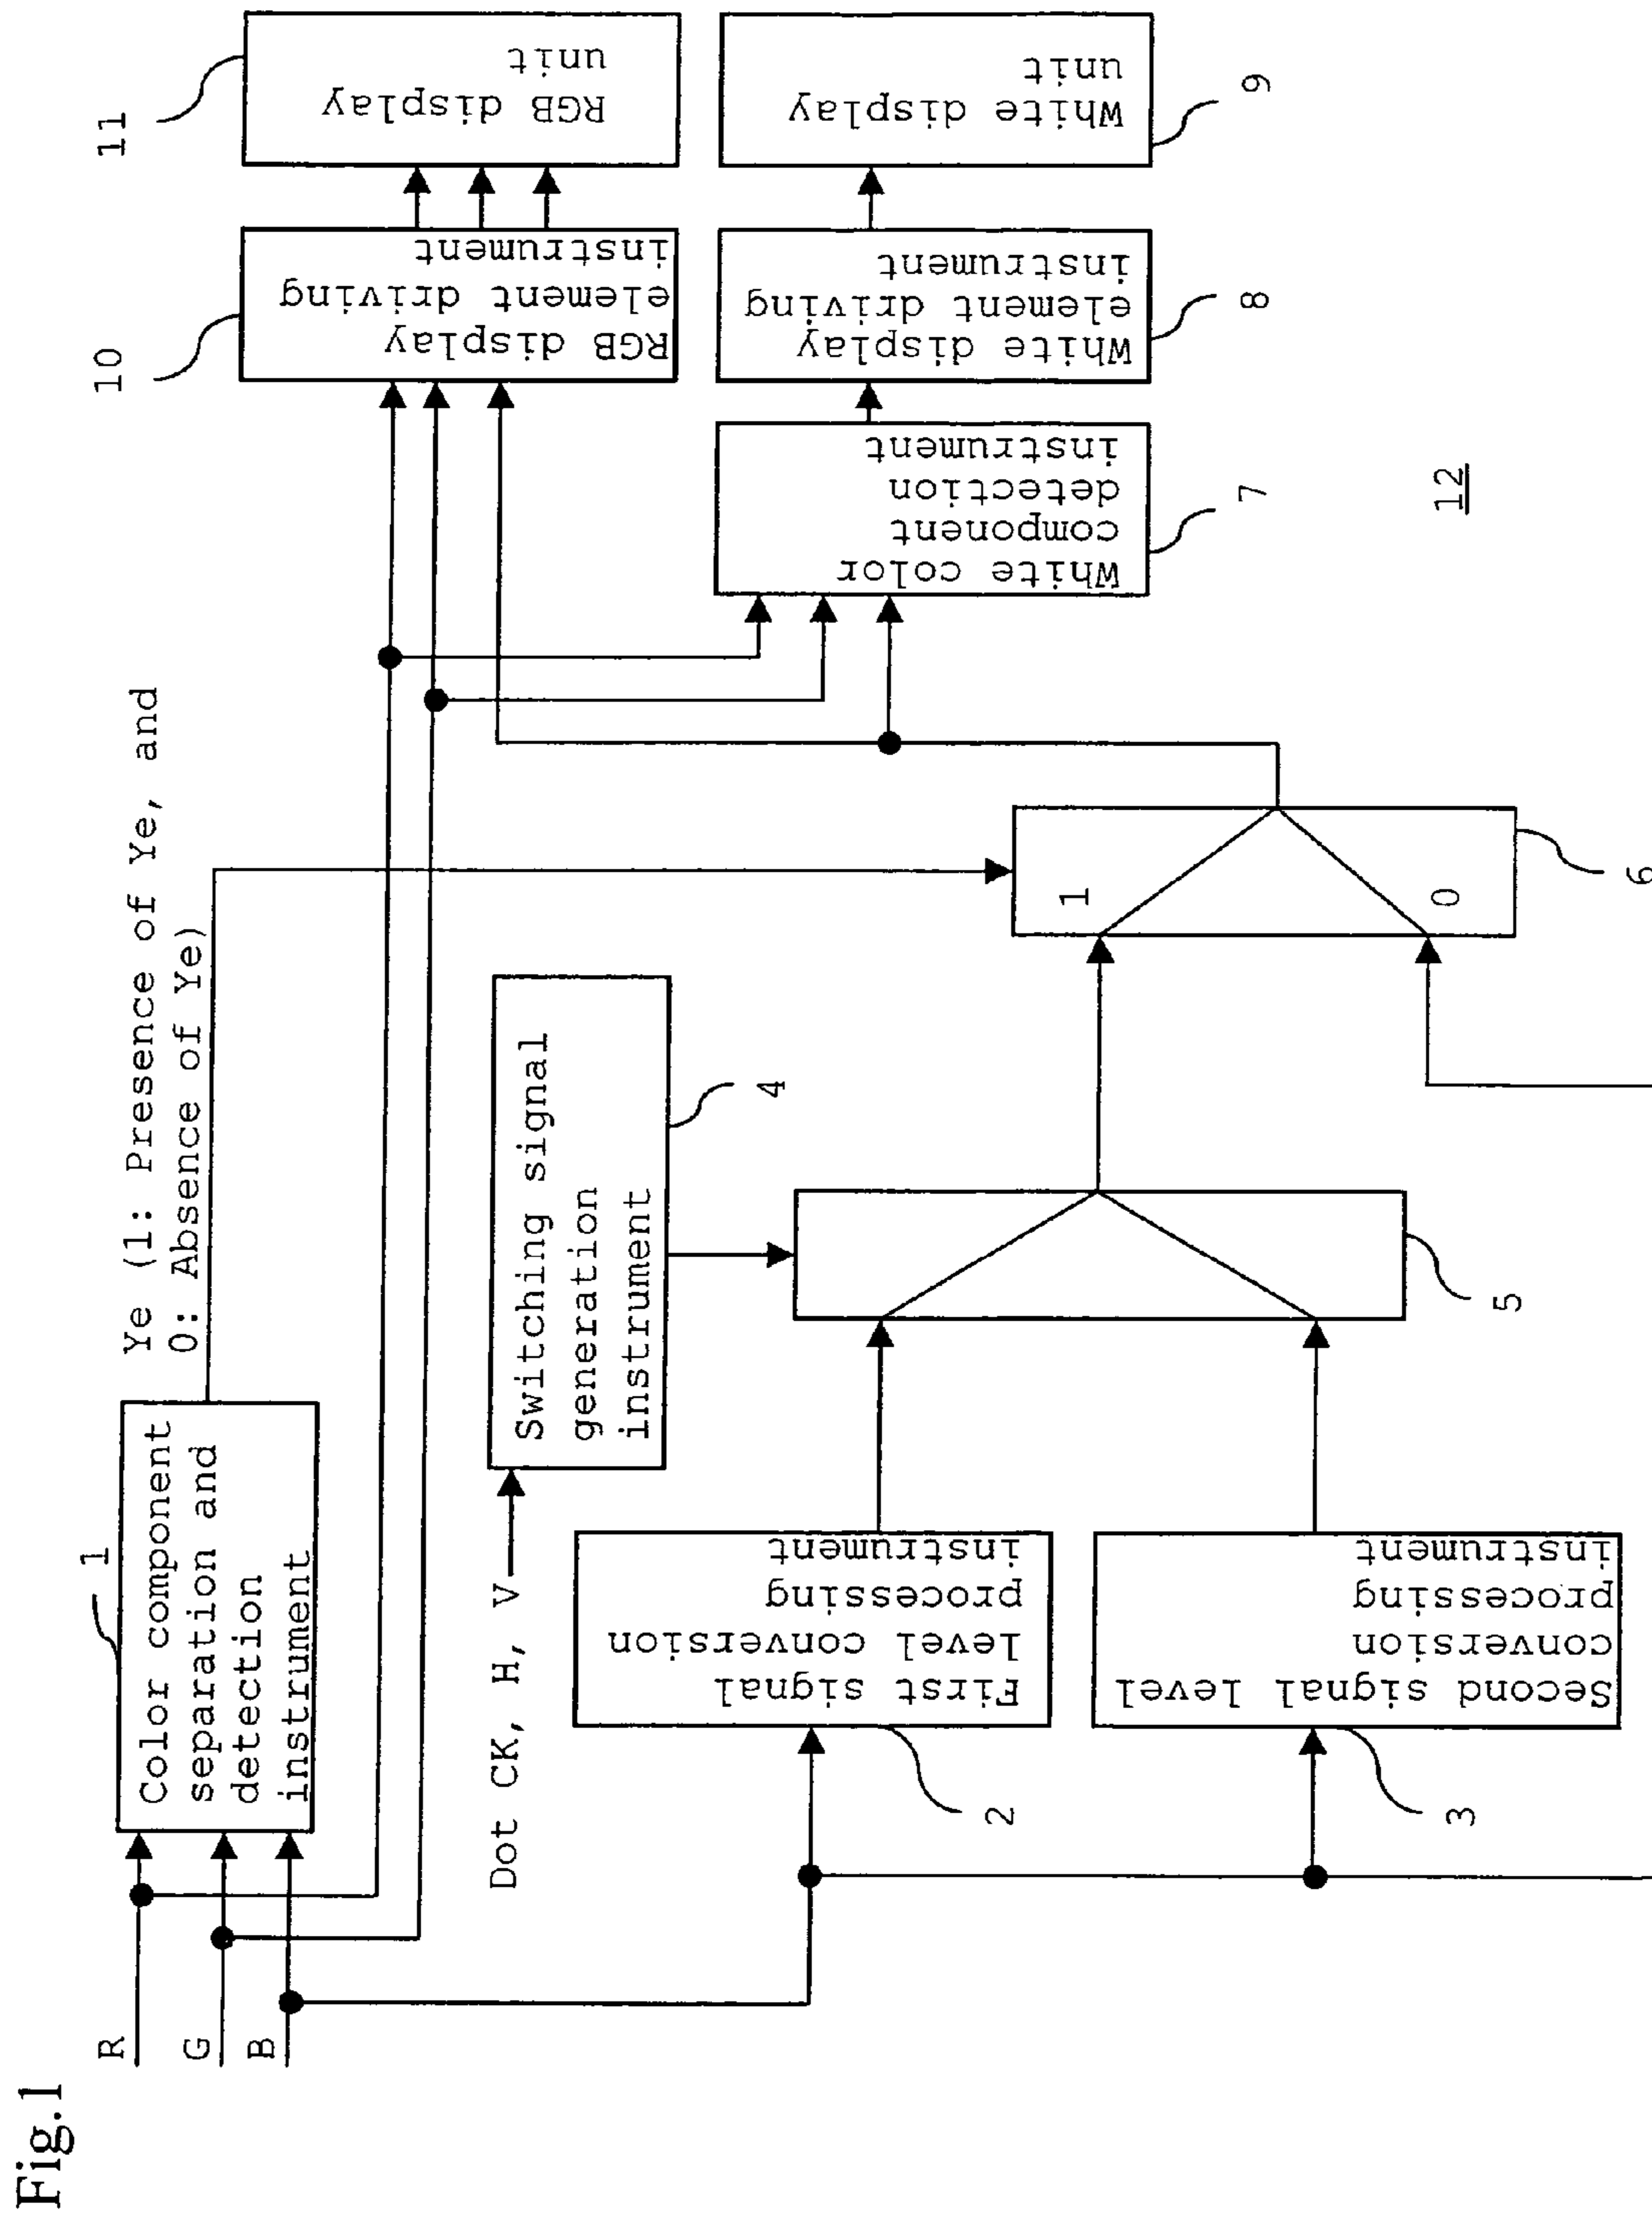 Fig.1
R
G
B
1
Color component
separation and
detection
instrument
Ye (1: Presence of Ye, and
0: Absence of Ye)
Dot CK, H, V
Switching signal
generation
instrument
4
First signal
level conversion
processing
instrument
2
Second signal level
conversion
processing
instrument
3
5
1
0
6
White color
component
detection
instrument
7
RGB display
element driving
instrument
10
White display
element driving
instrument
8
RGB display
unit
11
White display
unit
9
12